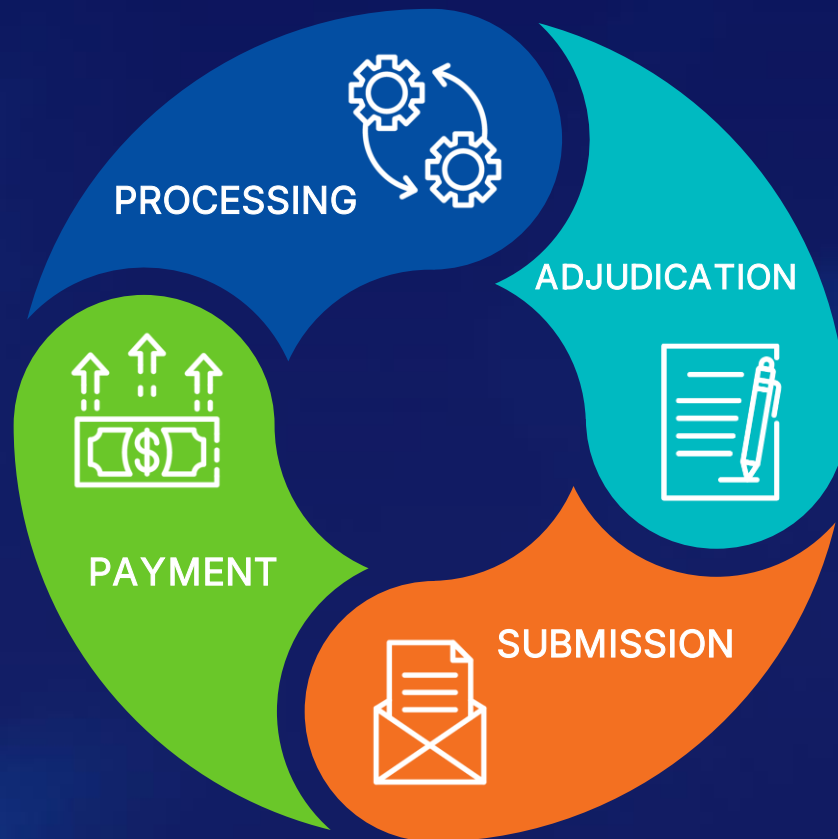 PROCESSING
ADJUDICATION
$
PAYMENT
SUBMISSION